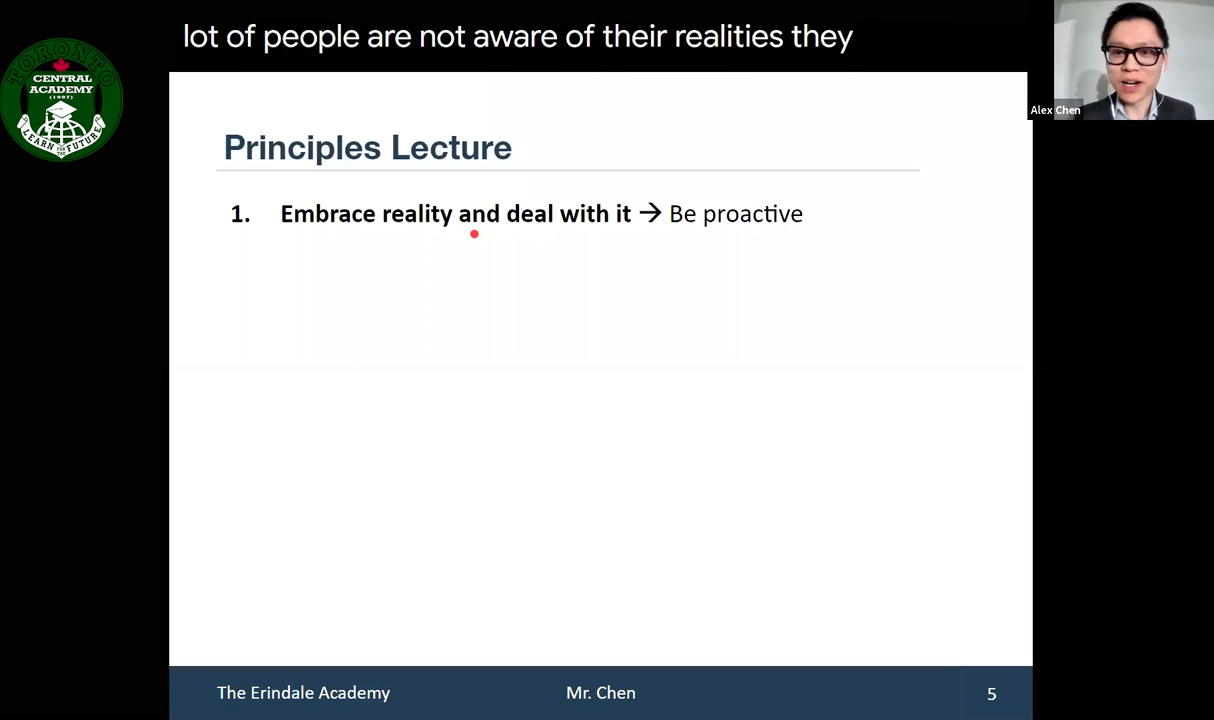 lot of people are not aware of their realities they
TORONTO
CENTRAL
ACADEMY
(1997)
LEARN FOR THE FUTURE
Alex Chen
Principles Lecture
1. Embrace reality and deal with it → Be proactive
The Erindale Academy
Mr. Chen
5